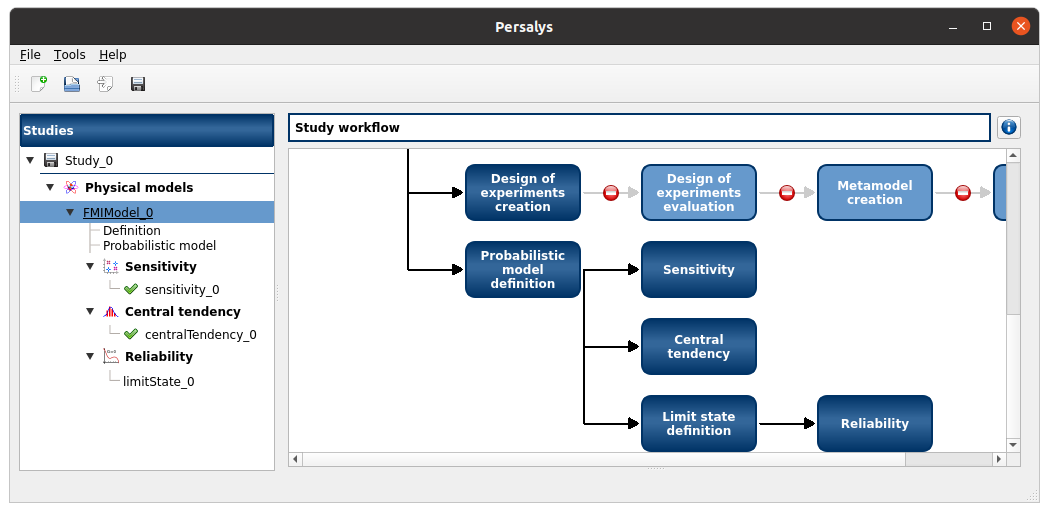 Persalys
File Tools Help
Studies
Study_0
Physical models
FMIModel_0
Definition
Probabilistic model
Sensitivity
sensitivity_0
Central tendency
centralTendency_0
Reliability
limitState_0
Study workflow
Design of
experiments
creation
Design of
experiments
evaluation
Metamodel
creation
Probabilistic
model
definition
Sensitivity
Central
tendency
Limit state
definition
Reliability